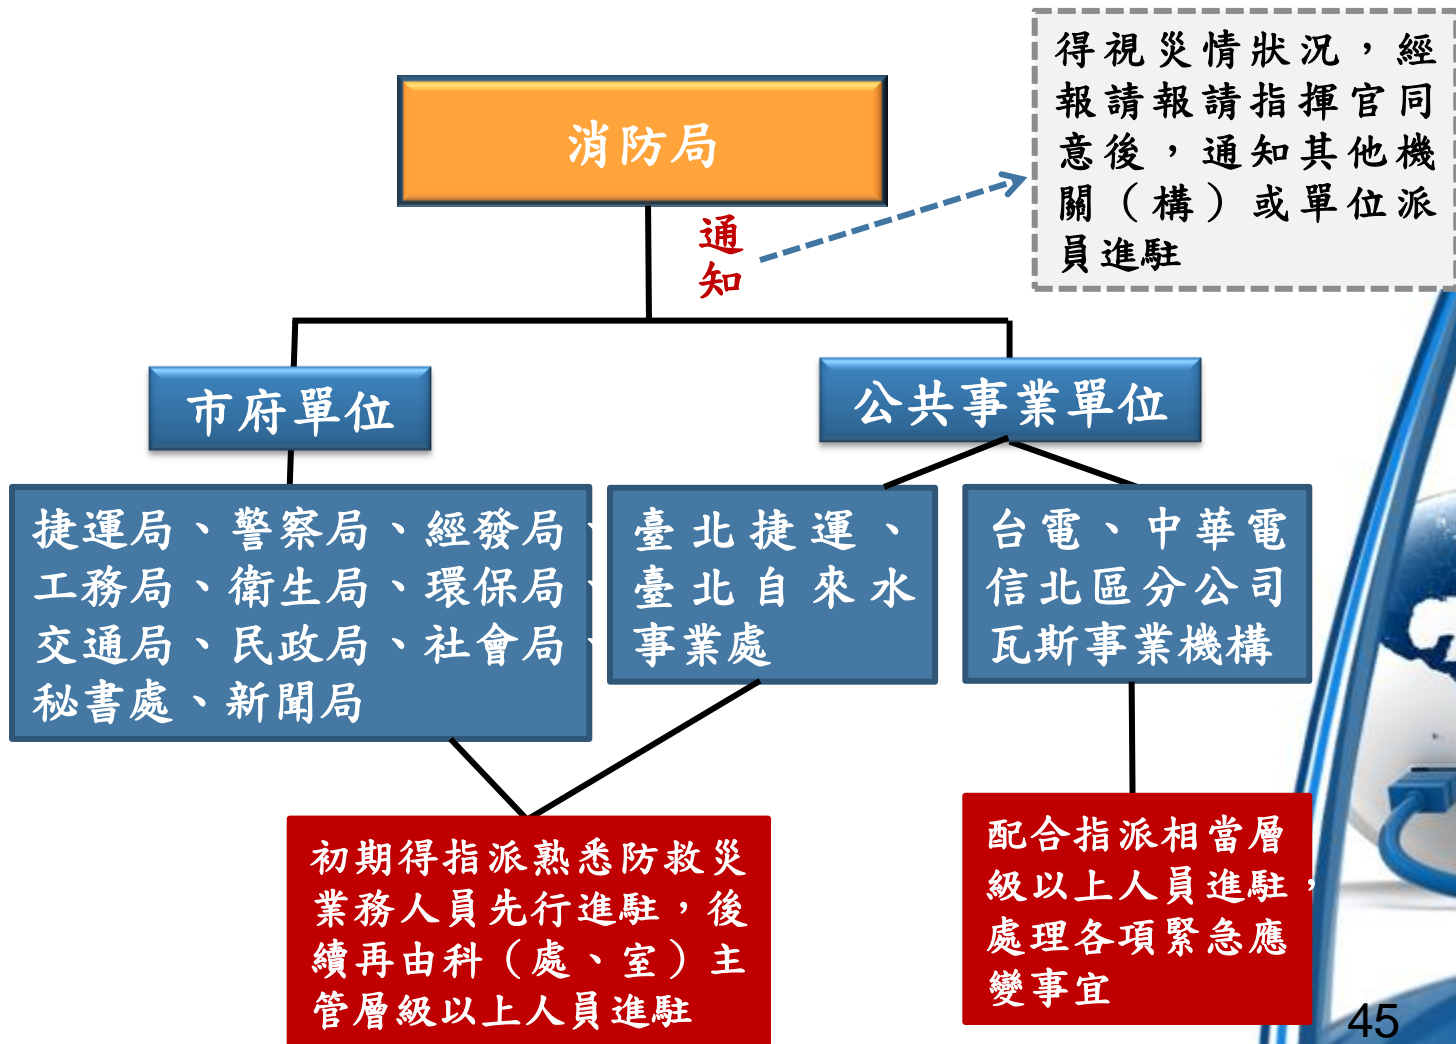 消防局
通
知
得視災情狀況，經
報請報請指揮官同
意後，通知其他機
關（構）或單位派
員進駐
市府單位
公共事業單位
捷運局、警察局、經發局、
工務局、衛生局、環保局、
交通局、民政局、社會局、
秘書處、新聞局
臺北捷運、
臺北自來水
事業處
台電、中華電
信北區分公司
瓦斯事業機構
初期得指派熟悉防救災
業務人員先行進駐，後
續再由科（處、室）主
管層級以上人員進駐
配合指派相當層
級以上人員進駐，
處理各項緊急應
變事宜
45